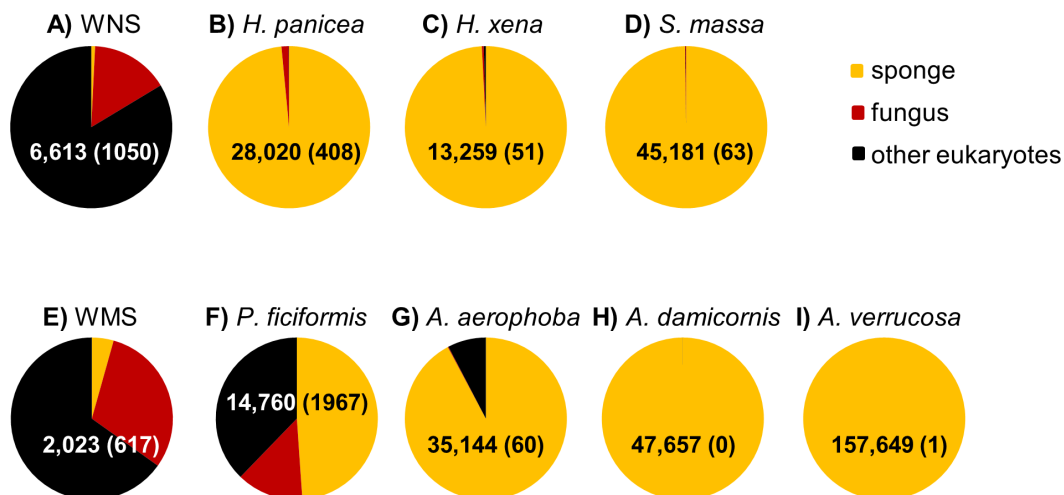 A) WNS
B) H. panicea
C) H. xena
D) S. massa
6,613 (1050)
28,020 (408)
13,259 (51)
45,181 (63)
sponge
fungus
other eukaryotes
E) WMS
F) P. ficiformis
G) A. aerophoba
H) A. damicornis
I) A. verrucosa
2,023 (617)
14,760 (1967)
35,144 (60)
47,657 (0)
157,649 (1)